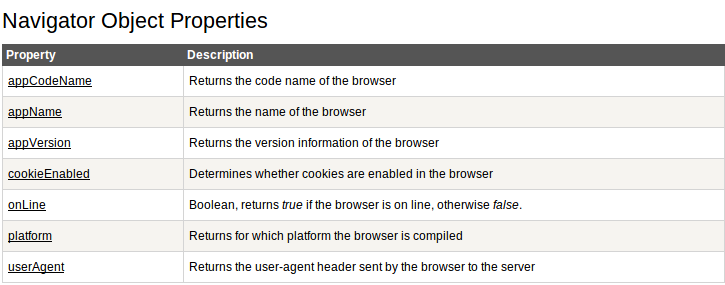 Navigator Object Properties
Property Description
appCodeName Returns the code name of the browser
appName Returns the name of the browser
appVersion Returns the version information of the browser
cookieEnabled Determines whether cookies are enabled in the browser
onLine Boolean, returns true if the browser is on line, otherwise false.
platform Returns for which platform the browser is compiled
userAgent Returns the user-agent header sent by the browser to the server